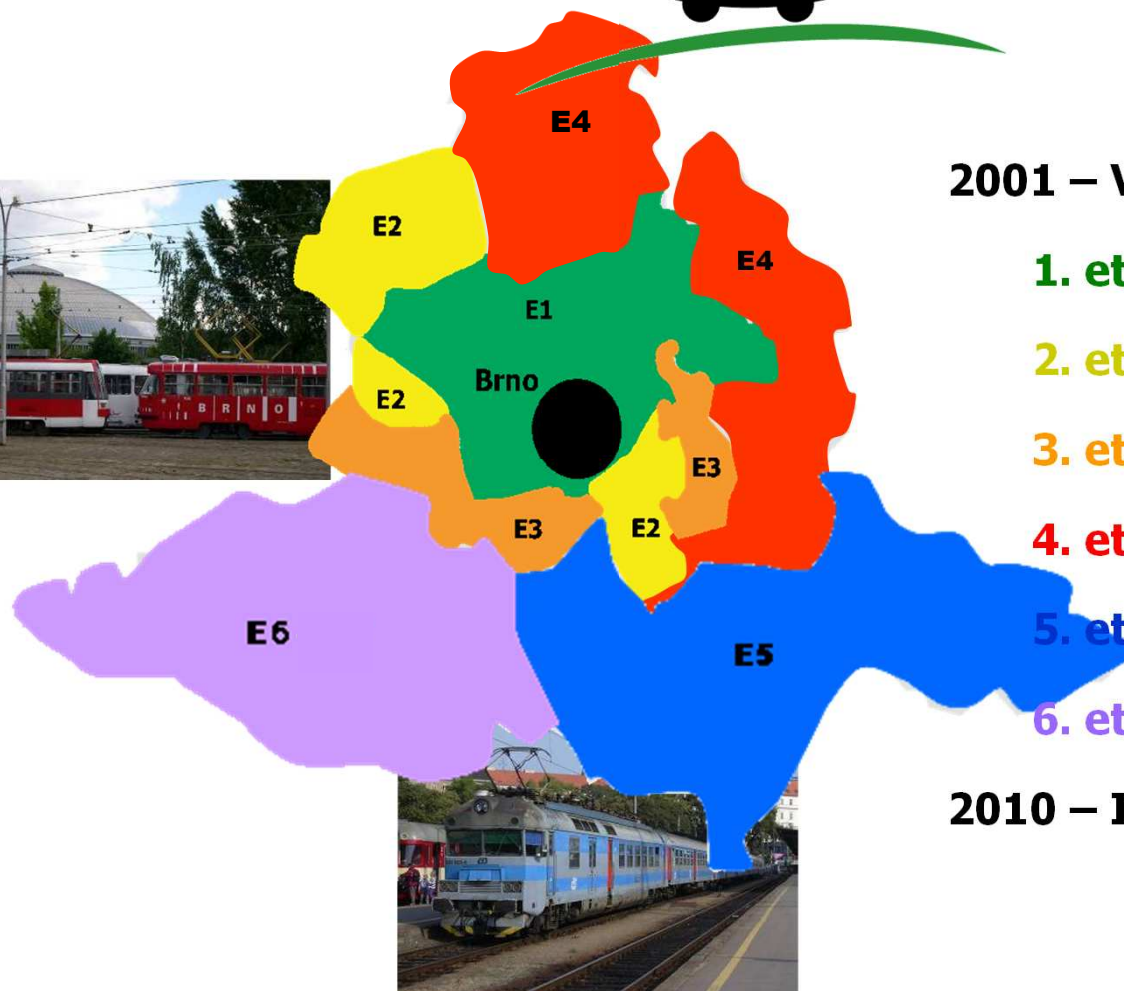 E4
E2
E4
E1
Brno
E2
E3
E3
E2
E6
E5
BRNO
2001 –
1. et
2. et
3. et
4. et
5. et
6. et
2010 –